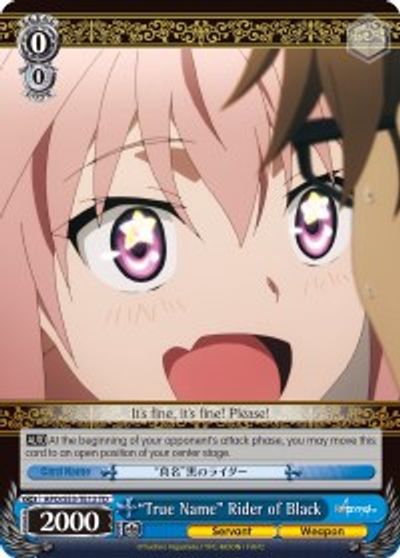 0
0
It's fine, It's fine! Please!
AUTO At the beginning of your opponent's attack phase, you may move this
card to an open position of your center stage.
Card Name
"真名" 黒のライダー
"True Name" Rider of Black
2000
Servant
Weapon